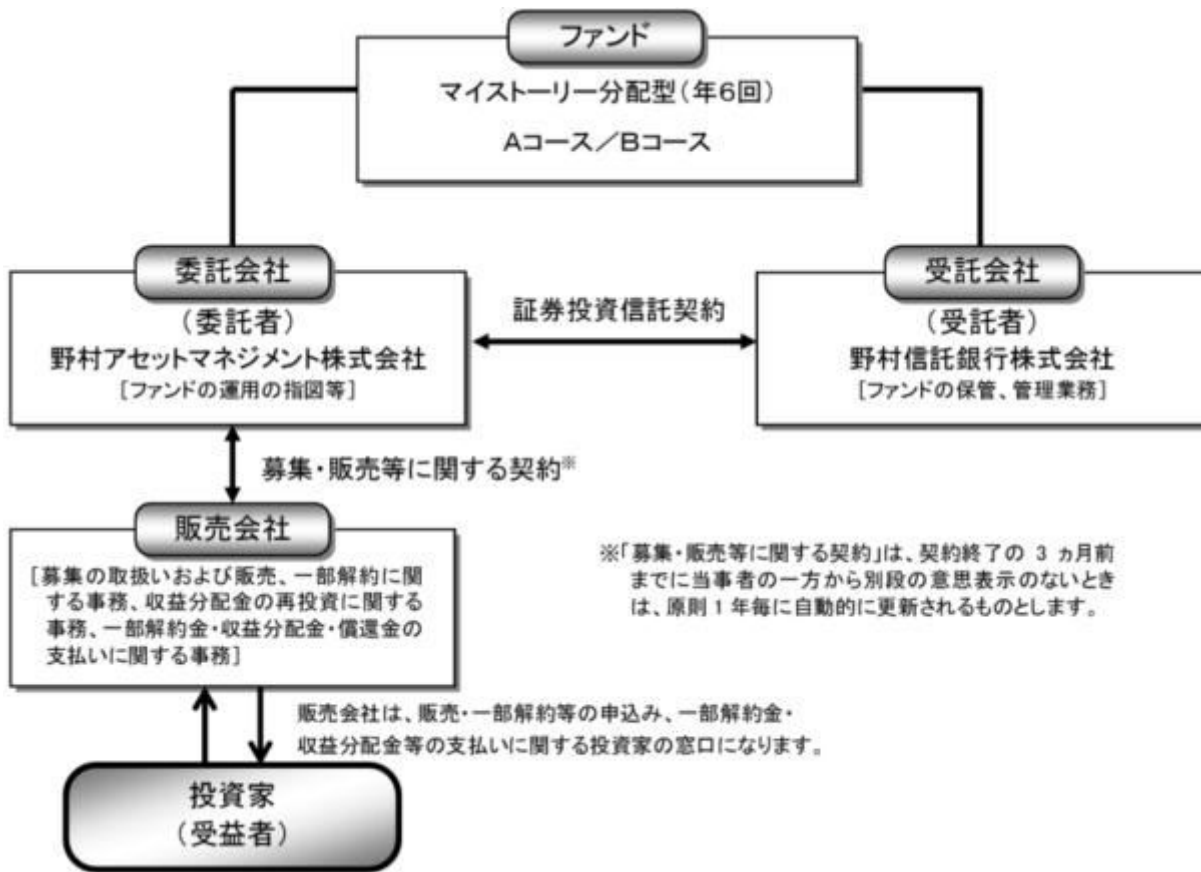 ファンド
マイストーリー分配型(年6回)
Aコース/Bコース
委託会社
(委託者)
野村アセットマネジメント株式会社
[ファンドの運用の指図等]
証券投資信託契約
受託会社
(受託者)
野村信託銀行株式会社
[ファンドの保管、管理業務]
募集・販売等に関する契約※
販売会社
[募集の取扱いおよび販売、一部解約に関
する事務、収益分配金の再投資に関する
事務、一部解約金・収益分配金・償還金の
支払いに関する事務]
※「募集・販売等に関する契約」は、契約終了の 3 ヵ月前
までに当事者の一方から別段の意思表示のないとき
は、原則1年毎に自動的に更新されるものとします。
販売会社は、販売・一部解約等の申込み、一部解約金・
収益分配金等の支払いに関する投資家の窓口になります。
投資家
(受益者)